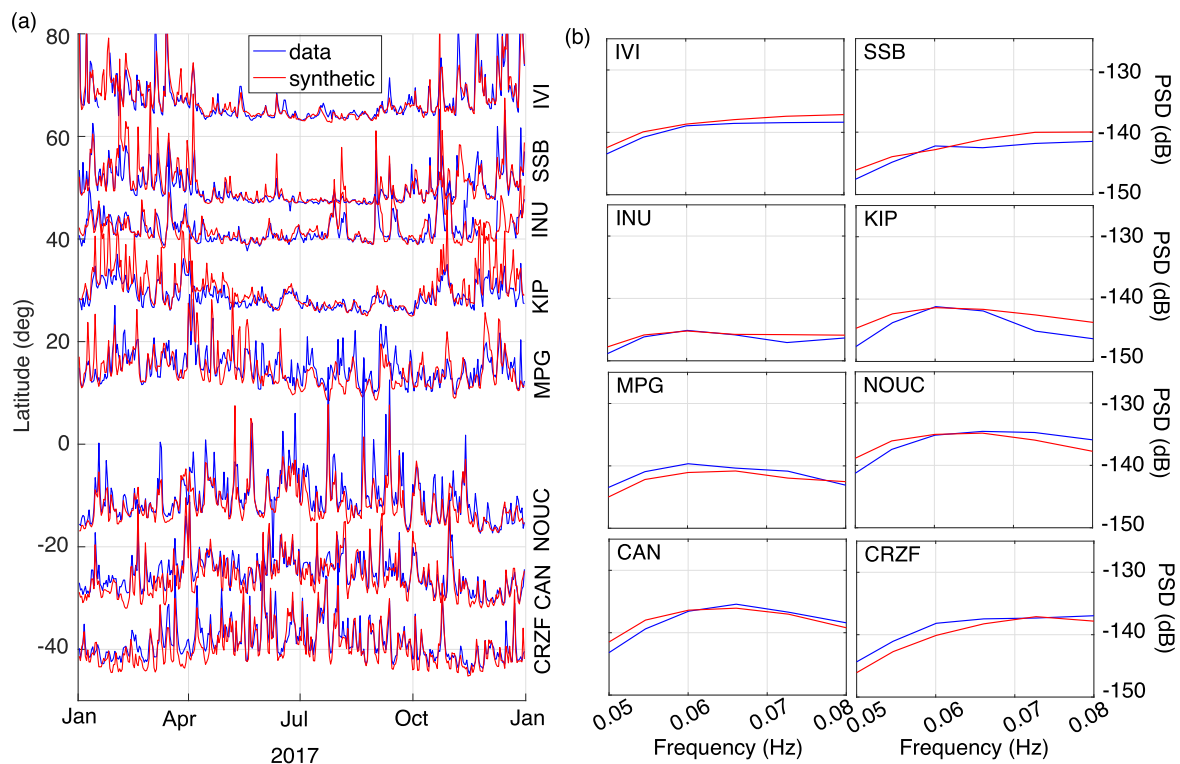 (a)
80
60
40
20
0
-20
-40
Latitude (deg)
data
synthetic
IVI
SSB
INU
KIP
MPG
NOUC
CAN
CRZF
Jan
Apr
Jul
Oct
Jan
2017
(b)
IVI
SSB
-130
-140
-150
PSD (dB)
INU
KIP
-130
-140
-150
PSD (dB)
MPG
NOUC
-130
-140
-150
PSD (dB)
CAN
CRZF
-130
-140
-150
PSD (dB)
0.05
0.06
0.07
0.08
0.05
0.06
0.07
0.08
Frequency (Hz)
Frequency (Hz)